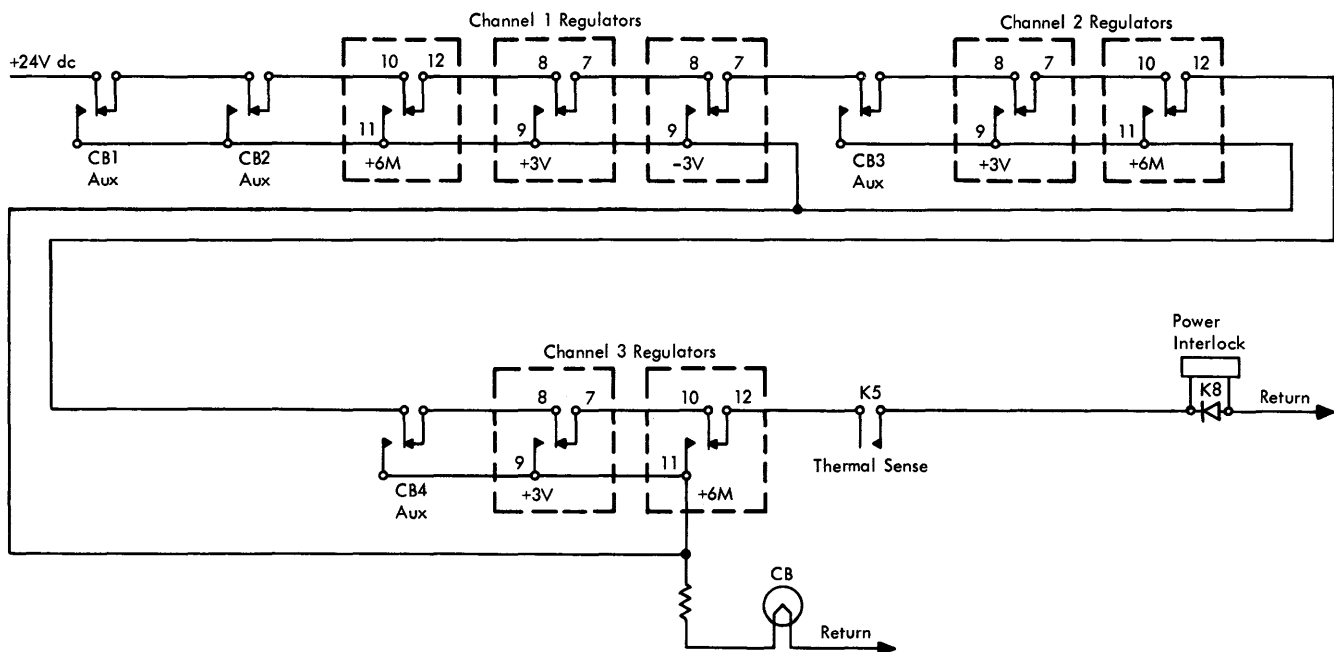 Channel 1 Regulators
Channel 2 Regulators
+24V dc
10 12 8 7 8 7 8 7 10 12
11 9 9 9 11
CB1 Aux
CB2 Aux
+6M
+3V
-3V
CB3 Aux
+3V
+6M
Channel 3 Regulators
Power Interlock
8 7 10 12 K5 K8 Return
Thermal Sense
9 11
CB4 Aux
+3V
+6M
CB
Return